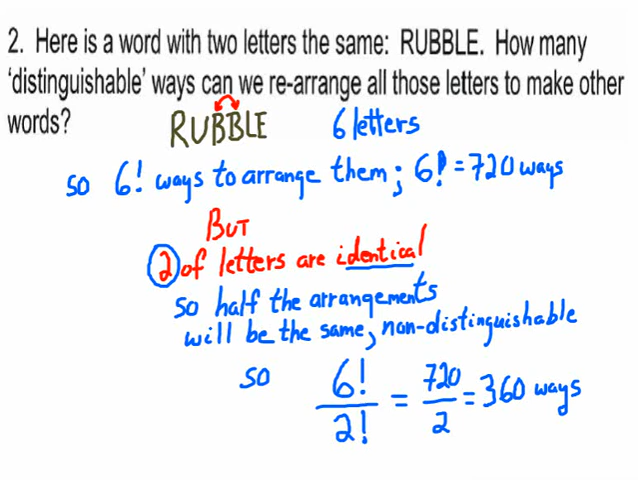 2. Here is a word with two letters the same: RUBBLE. How many
'distinguishable' ways can we re-arrange all those letters to make other
words?
RUBBLE 6 letters
so 6! ways to arrange them; 6! = 720 ways
BUT
2 of letters are identical
so half the arrangements
will be the same, non-distinguishable
so 6!/2! = 720/2 = 360 ways